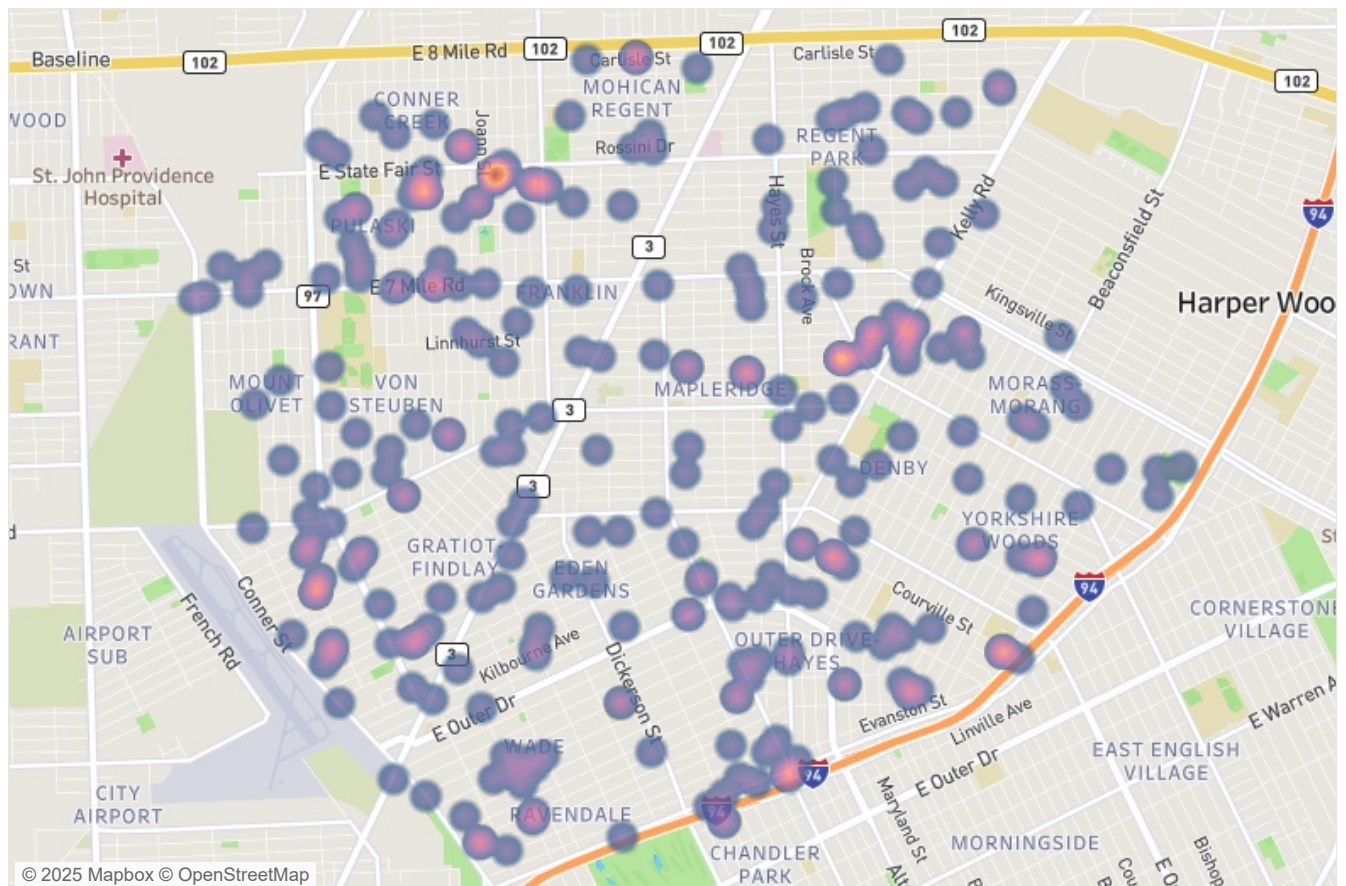 Baseline
102
E 8 Mile Rd
102
Carlisle St
102
Carlisle St
102
102
WOOD
CONNER
CREEK
MOHICAN
REGENT
Joann St
Rossini Dr
REGENT
PARK
St. John Providence
Hospital
E State Fair St
PULASKI
Hayes St
Kelly Rd
94
3
Beaconsfield St
St
OWN
97
E 7 Mile Rd
FRANKLIN
Brock Ave
Kingsville St
Harper Woo
RANT
Linnhurst St
MOUNT
OLIVET
VON
STEUBEN
MAPLERIDGE
MORASS-
MORANG
3
DENBY
3
d
YORKSHIRE
WOODS
St
GRATIOT-
FINDLAY
EDEN
GARDENS
Conner St
French Rd
Courville St
94
CORNERSTONE
VILLAGE
AIRPORT
SUB
3
Kilbourne Ave
Dickerson St
OUTER DRIVE-
HAYES
E Outer Dr
Evanston St
Linville Ave
E Warren A
WADE
94
E Outer Dr
EAST ENGLISH
VILLAGE
CITY
AIRPORT
RAVENDALE
94
Maryland St
MORNINGSIDE
CHANDLER
PARK
Alt
Cou
E O
Bishop
© 2025 Mapbox © OpenStreetMap